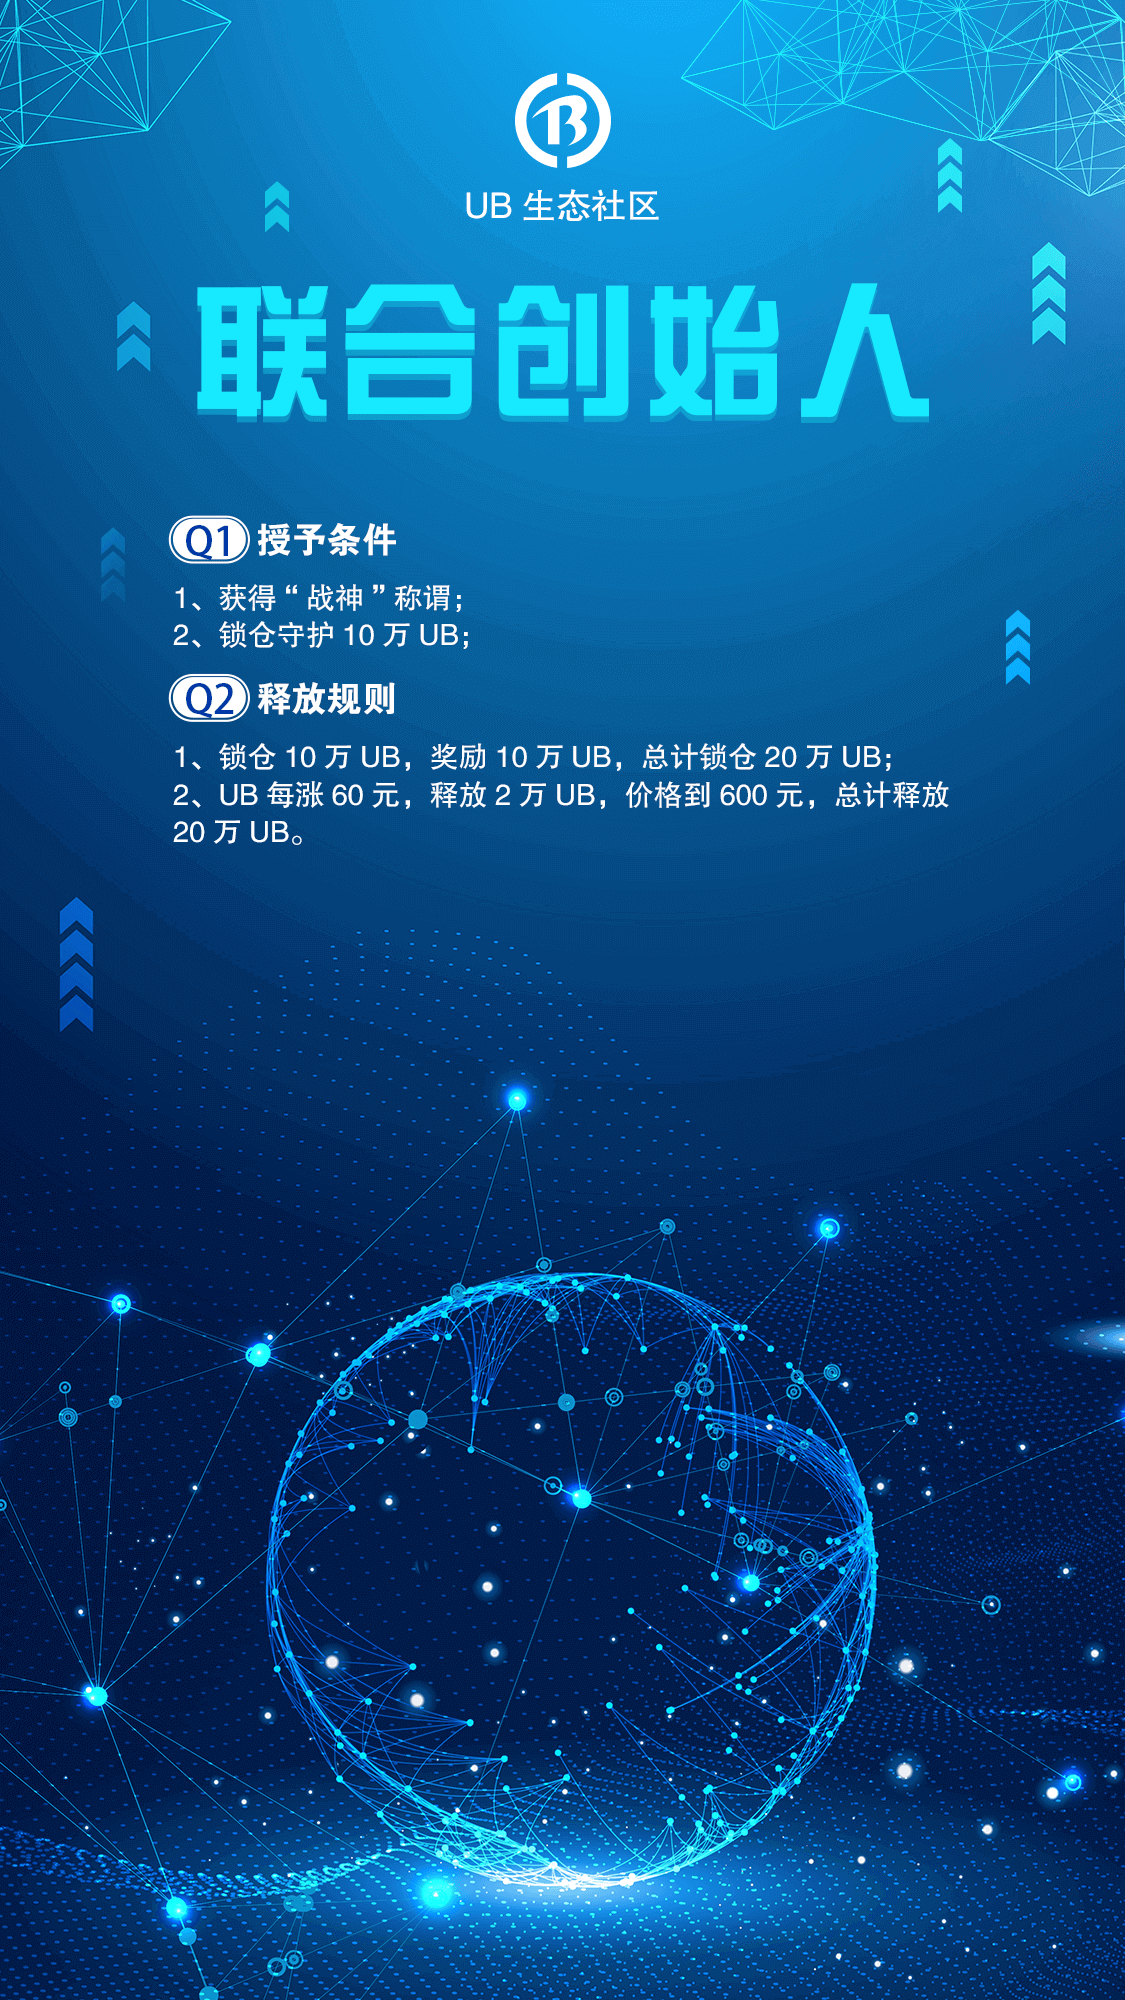 UB 生态社区
联合创始人
Q1 授予条件
1、获得“战神”称谓；
2、锁仓守护 10 万 UB；
Q2 释放规则
1、锁仓 10 万 UB，奖励 10 万 UB，总计锁仓 20 万 UB；
2、UB 每涨 60 元，释放 2 万 UB，价格到 600 元，总计释放
20 万 UB。